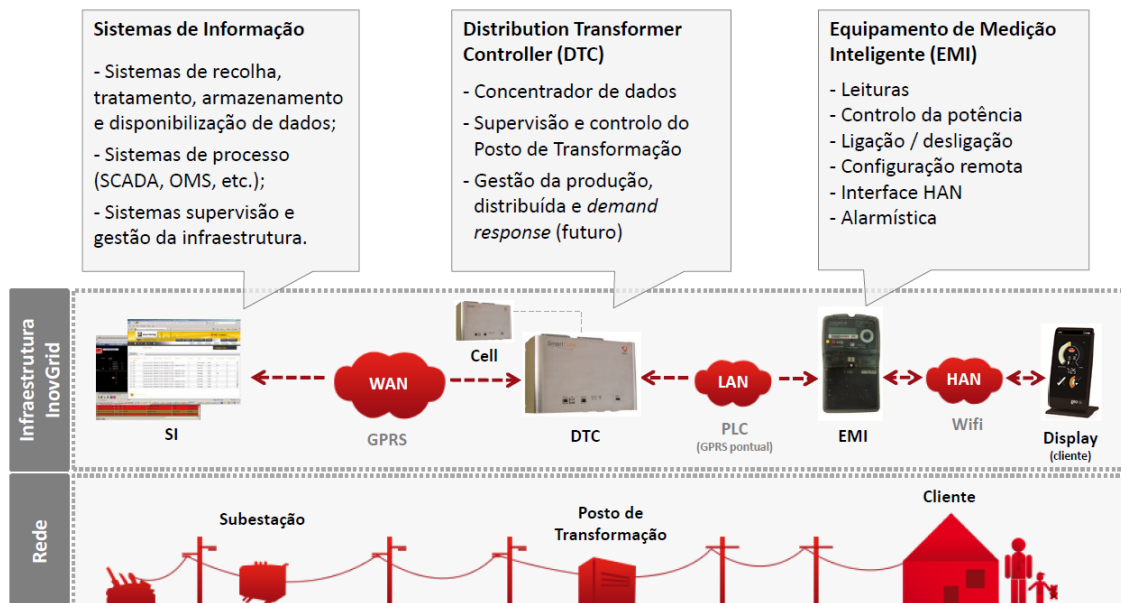 Sistemas de Informação
- Sistemas de recolha,
tratamento, armazenamento
e disponibilização de dados;
- Sistemas de processo
(SCADA, OMS, etc.);
- Sistemas supervisão e
gestão da infraestrutura.
Distribution Transformer
Controller (DTC)
- Concentrador de dados
- Supervisão e controlo do
Posto de Transformação
- Gestão da produção,
distribuída e demand
response (futuro)
Equipamento de Medição
Inteligente (EMI)
- Leituras
- Controlo da potência
- Ligação / desligação
- Configuração remota
- Interface HAN
- Alarmística
Infraestrutura
InovGrid
SI
WAN
GPRS
Cell
DTC
LAN
PLC
(GPRS pontual)
EMI
HAN
Wifi
Display
(cliente)
Rede
Subestação
Posto de
Transformação
Cliente